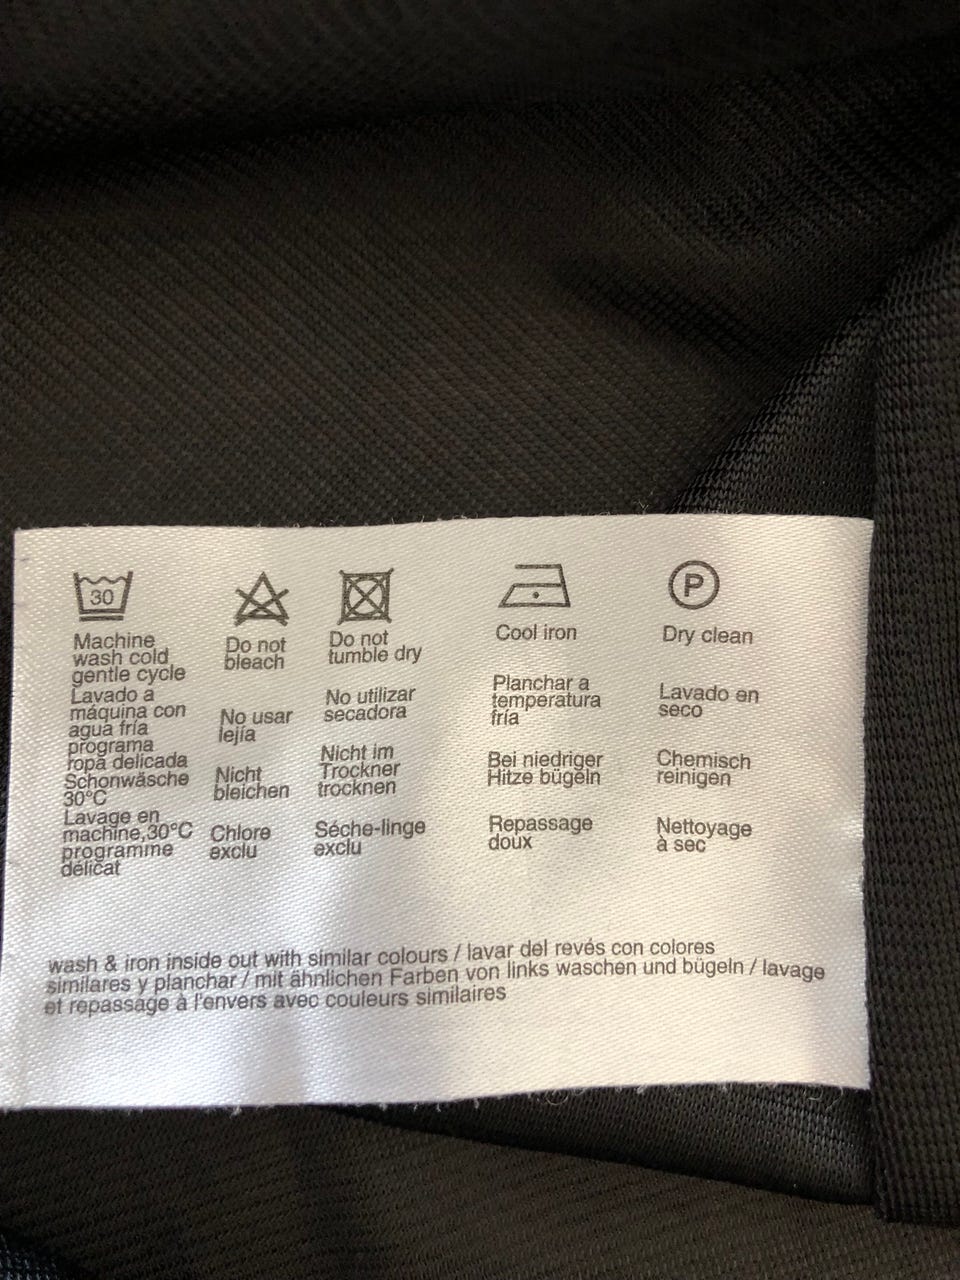 30
Machine
wash cold
gentle cycle
Lavado a
máquina con
agua fría
programa
ropa delicada
Schonwäsche
30°C
Lavage en
machine,30°C
programme
délicat
Do not
bleach
No usar
lejía
Nicht
bleichen
Chlore
exclu
Do not
tumble dry
No utilizar
secadora
Nicht im
Trockner
trocknen
Séche-linge
exclu
Cool iron
Planchar a
temperatura
fría
Bei niedriger
Hitze bügeln
Repassage
doux
P
Dry clean
Lavado en
seco
Chemisch
reinigen
Nettoyage
à sec
wash & iron inside out with similar colours / lavar del revés con colores
similares y planchar / mit ähnlichen Farben von links waschen und bügeln / lavage
et repassage à l'envers avec couleurs similaires